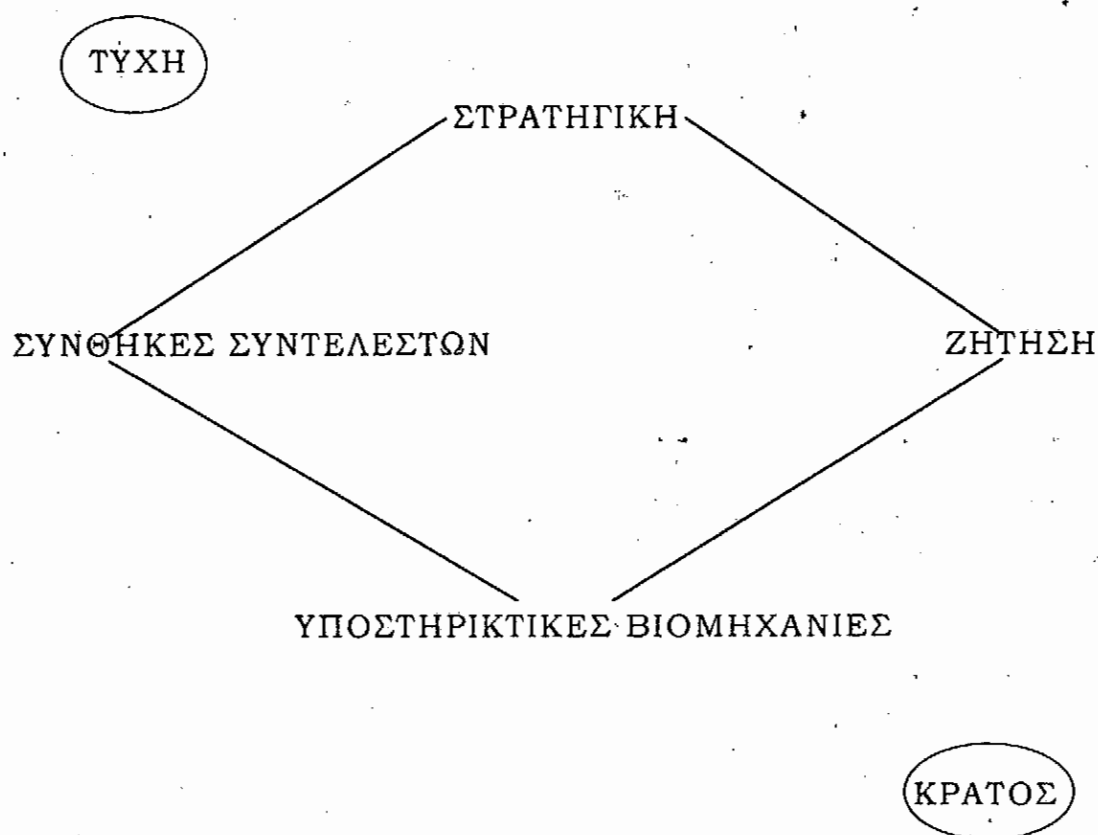 ΤΥΧΗ
ΣΤΡΑΤΗΓΙΚΗ
ΣΥΝΘΗΚΕΣ ΣΥΝΤΕΛΕΣΤΩΝ
ΖΗΤΗΣΗ
ΥΠΟΣΤΗΡΙΚΤΙΚΕΣ ΒΙΟΜΗΧΑΝΙΕΣ
ΚΡΑΤΟΣ